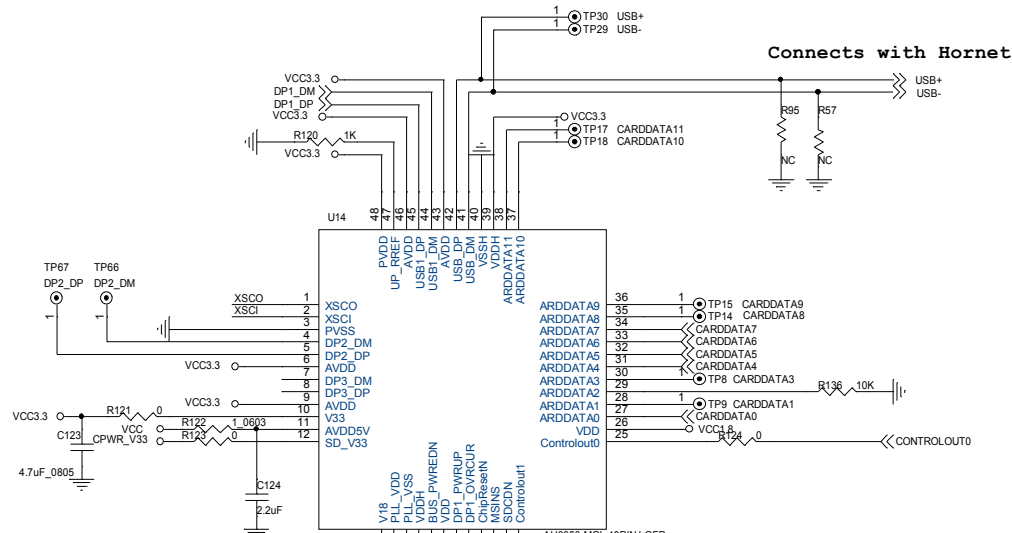 1 TP30 USB+
1 TP29 USB-
Connects with Hornet
VCC3.3
DP1_DM
DP1_DP
VCC3.3
USB+
USB-
R95
R57
VCC3.3
1 TP17 CARDDATA11
1 TP18 CARDDATA10
R120 1K
VCC3.3
NC
NC
U14
48 47 46 45 44 43 42 41 40 39 38 37
PVDD
UP_RREF
AVDD
USB1_DP
USB1_DM
AVDD
USB_DP
USB_DM
VSSH
VDDH
ARDDATA11
ARDDATA10
TP67 TP66
DP2_DP DP2_DM
1 1
XSCO 1 XSCO
XSCI 2 XSCI
3 PVSS
4 DP2_DM
5 DP2_DP
VCC3.3 6 AVDD
7 DP3_DM
8 DP3_DP
VCC3.3 9 AVDD
VCC3.3 R121 0 10 V33
VCC R122 1_0603 11 AVDD5V
CPWR_V33 R123 0 12 SD_V33
C123
4.7uF_0805
C124
2.2uF
ARDDATA9 36 1 TP15 CARDDATA9
ARDDATA8 35 1 TP14 CARDDATA8
ARDDATA7 34 CARDDATA7
ARDDATA6 33 CARDDATA6
ARDDATA5 32 CARDDATA5
ARDDATA4 31 CARDDATA4
ARDDATA3 30 1 TP8 CARDDATA3
ARDDATA2 29 R136 10K
ARDDATA1 28 1 TP9 CARDDATA1
ARDDATA0 27 CARDDATA0
VDD 26 VCC1.8
Controlout0 25 R124 0 CONTROLOUT0
V18
PLL_VDD
PLL_VSS
VDDH
BUS_PWREDN
VDD
DP1_PWRUP
DP1_OVRCUR
ChipResetN
MSINS
SDCDN
Controlout1